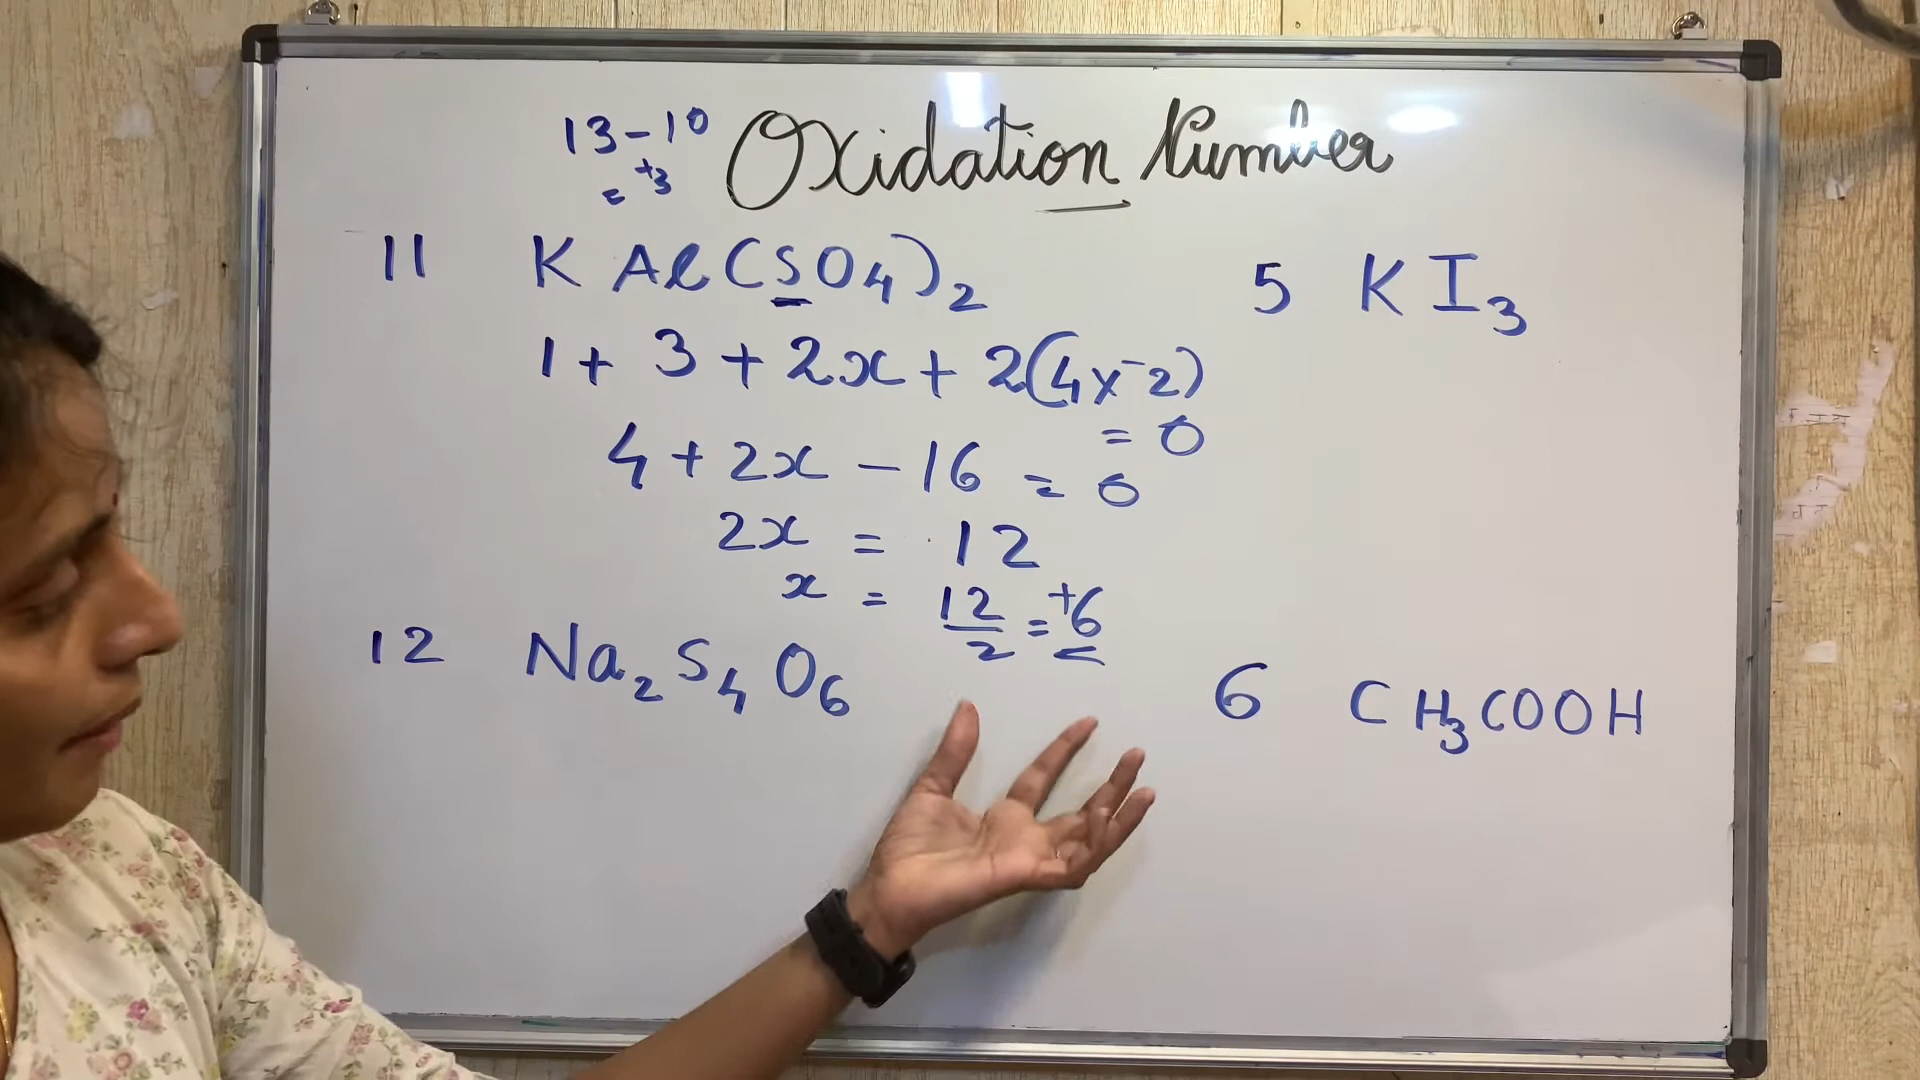 13-10
= +3
Oxidation Number
11 KAl(SO4)2
1 + 3 + 2x + 2(4x-2)
= 0
4 + 2x - 16 = 0
2x = 12
x = 12/2 = +6
12 Na2S4O6
5 KI3
6 CH3COOH